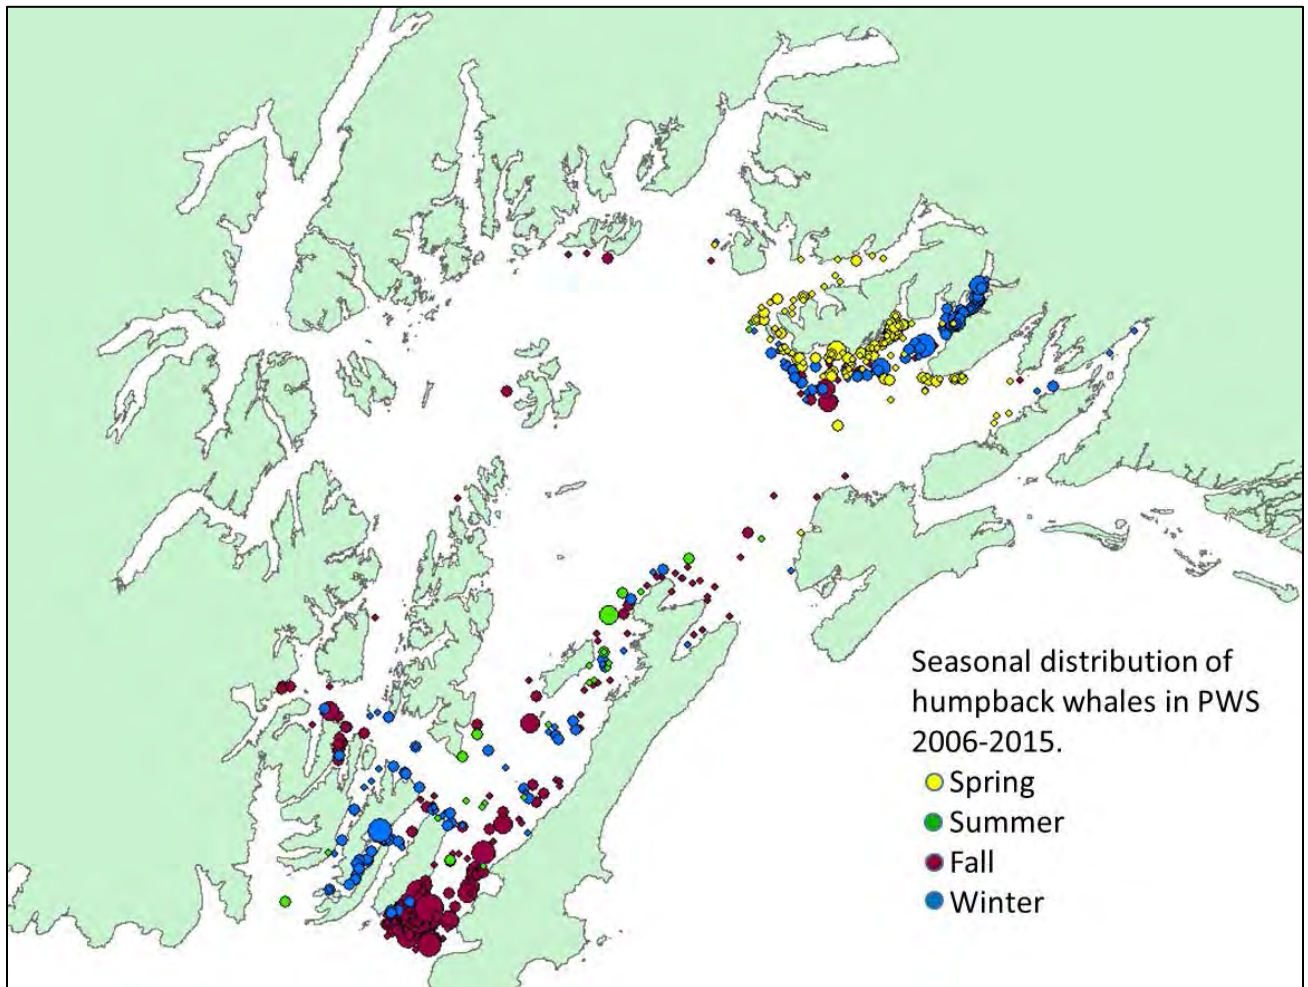 Seasonal distribution of
humpback whales in PWS
2006-2015.
Spring
Summer
Fall
Winter